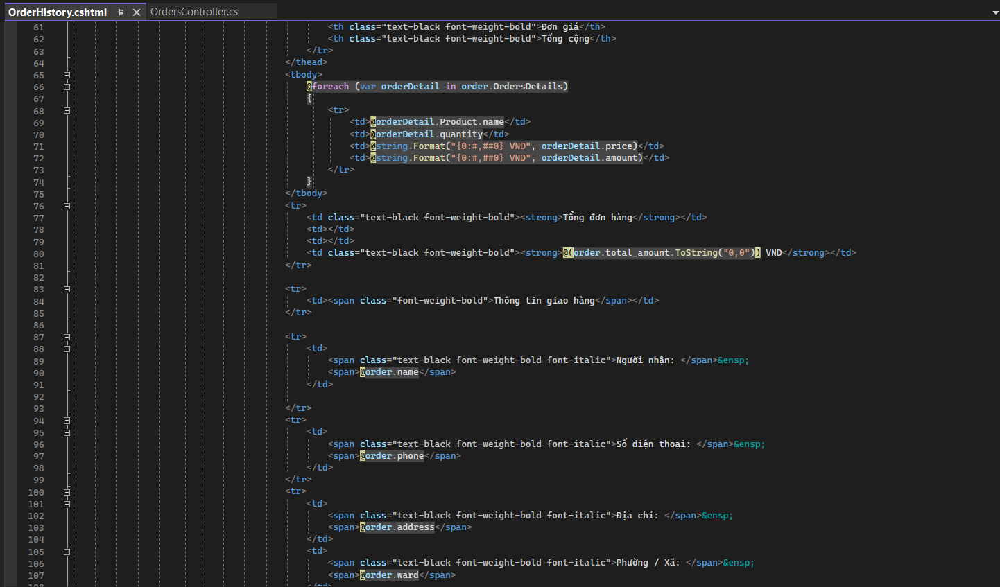 OrderHistory.cshtml OrdersController.cs
61 <th class="text-black font-weight-bold">Đơn giá</th>
62 <th class="text-black font-weight-bold">Tổng cộng</th>
63 </tr>
64 </thead>
65 <tbody>
66 @foreach (var orderDetail in order.OrdersDetails)
67 {
68 <tr>
69 <td>@orderDetail.Product.name</td>
70 <td>@orderDetail.quantity</td>
71 <td>@string.Format("{0:#,##0} VND", orderDetail.price)</td>
72 <td>@string.Format("{0:#,##0} VND", orderDetail.amount)</td>
73 </tr>
74 }
75 </tbody>
76 <tr>
77 <td class="text-black font-weight-bold"><strong>Tổng đơn hàng</strong></td>
78 <td></td>
79 <td></td>
80 <td class="text-black font-weight-bold"><strong>@(order.total_amount.ToString("0,0")) VND</strong></td>
81 </tr>
82
83 <tr>
84 <td><span class="font-weight-bold">Thông tin giao hàng</span></td>
85 </tr>
86
87 <tr>
88 <td>
89 <span class="text-black font-weight-bold font-italic">Người nhận: </span>&ensp;
90 <span>@order.name</span>
91 </td>
92
93 </tr>
94 <tr>
95 <td>
96 <span class="text-black font-weight-bold font-italic">Số điện thoại: </span>&ensp;
97 <span>@order.phone</span>
98 </td>
99 </tr>
100 <tr>
101 <td>
102 <span class="text-black font-weight-bold font-italic">Địa chỉ: </span>&ensp;
103 <span>@order.address</span>
104 </td>
105 <td>
106 <span class="text-black font-weight-bold font-italic">Phường / Xã: </span>&ensp;
107 <span>@order.ward</span>
108 </td>